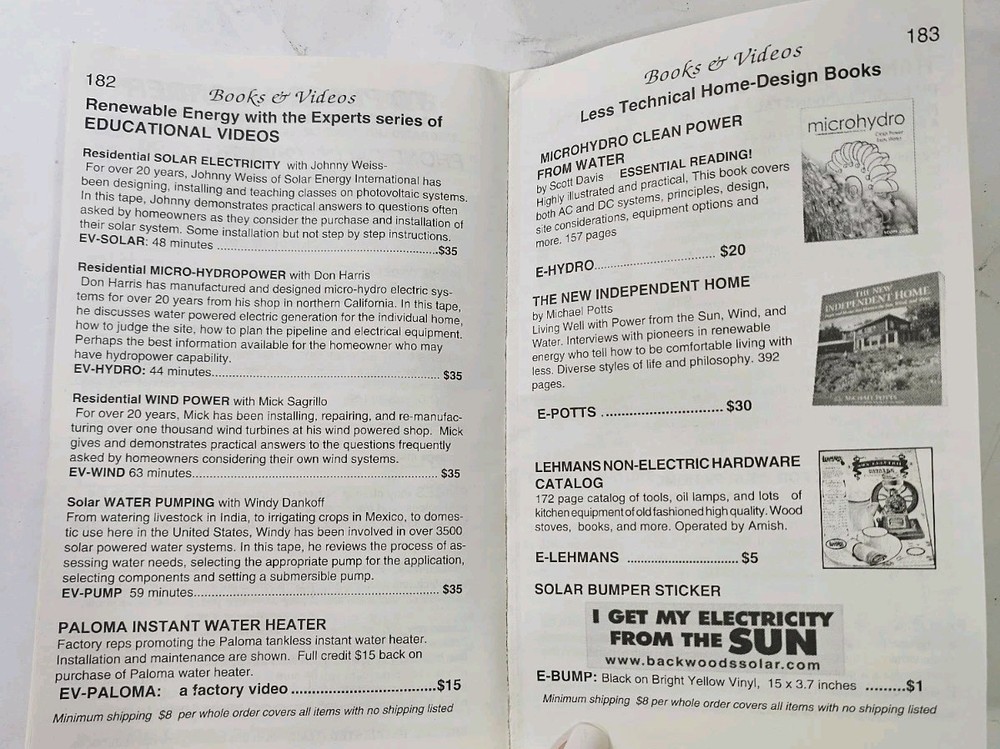 182
Books & Videos
Renewable Energy with the Experts series of
EDUCATIONAL VIDEOS
Residential SOLAR ELECTRICITY with Johnny Weiss-
For over 20 years, Johnny Weiss of Solar Energy International has
been designing, installing and teaching classes on photovoltaic systems.
In this tape, Johnny demonstrates practical answers to questions often
asked by homeowners as they consider the purchase and installation of
their solar system. Some installation but not step by step instructions.
EV-SOLAR: 48 minutes ........................................$35
Residential MICRO-HYDROPOWER with Don Harris
Don Harris has manufactured and designed micro-hydro electric sys-
tems for over 20 years from his shop in northern California. In this tape,
he discusses water powered electric generation for the individual home,
how to judge the site, how to plan the pipeline and electrical equipment.
Perhaps the best information available for the homeowner who may
have hydropower capability.
EV-HYDRO: 44 minutes.......................................... $35
Residential WIND POWER with Mick Sagrillo
For over 20 years, Mick has been installing, repairing, and re-manufac-
turing over one thousand wind turbines at his wind powered shop. Mick
gives and demonstrates practical answers to the questions frequently
asked by homeowners considering their own wind systems.
EV-WIND 63 minutes............................................. $35
Solar WATER PUMPING with Windy Dankoff
From watering livestock in India, to irrigating crops in Mexico, to domes-
tic use here in the United States, Windy has been involved in over 3500
solar powered water systems. In this tape, he reviews the process of as-
sessing water needs, selecting the appropriate pump for the application,
selecting components and setting a submersible pump.
EV-PUMP 59 minutes............................................. $35
PALOMA INSTANT WATER HEATER
Factory reps promoting the Paloma tankless instant water heater.
Installation and maintenance are shown. Full credit $15 back on
purchase of Paloma water heater.
EV-PALOMA: a factory video ..........................$15
Minimum shipping $8 per whole order covers all items with no shipping listed
183
Books & Videos
Less Technical Home-Design Books
MICROHYDRO CLEAN POWER
FROM WATER
by Scott Davis ESSENTIAL READING!
Highly illustrated and practical, This book covers
both AC and DC systems, principles, design,
site considerations, equipment options and
more. 157 pages
E-HYDRO...................... $20
microhydro
Clean Power
from Water
THE NEW INDEPENDENT HOME
by Michael Potts
Living Well with Power from the Sun, Wind, and
Water. Interviews with pioneers in renewable
energy who tell how to be comfortable living with
less. Diverse styles of life and philosophy. 392
pages.
E-POTTS ...................... $30
THE NEW
INDEPENDENT HOME
MICHAEL POTTS
LEHMANS NON-ELECTRIC HARDWARE
CATALOG
172 page catalog of tools, oil lamps, and lots of
kitchen equipment of old fashioned high quality. Wood
stoves, books, and more. Operated by Amish.
E-LEHMANS ..................... $5
SOLAR BUMPER STICKER
I GET MY ELECTRICITY
FROM THE SUN
www.backwoodssolar.com
E-BUMP: Black on Bright Yellow Vinyl, 15 x 3.7 inches .........$1
Minimum shipping $8 per whole order covers all items with no shipping listed